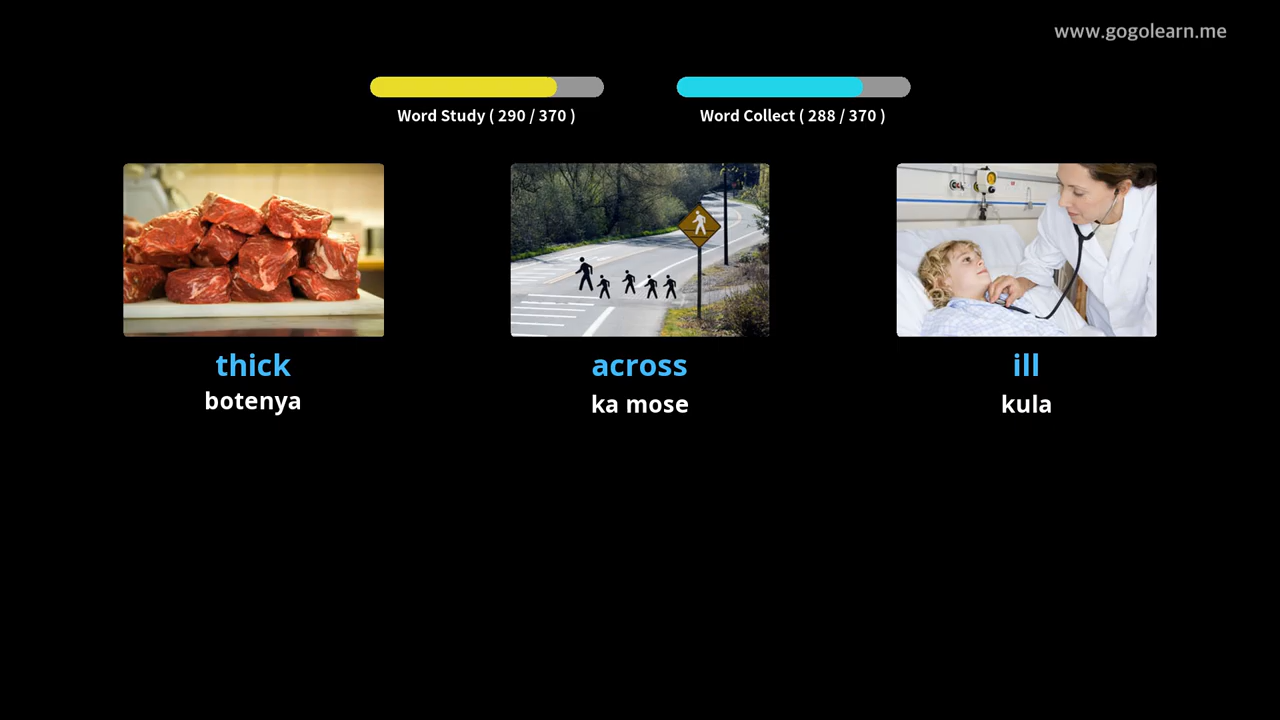 www.gogolearn.me
Word Study ( 290 / 370 )
Word Collect ( 288 / 370 )
thick
botenya
across
ka mose
ill
kula